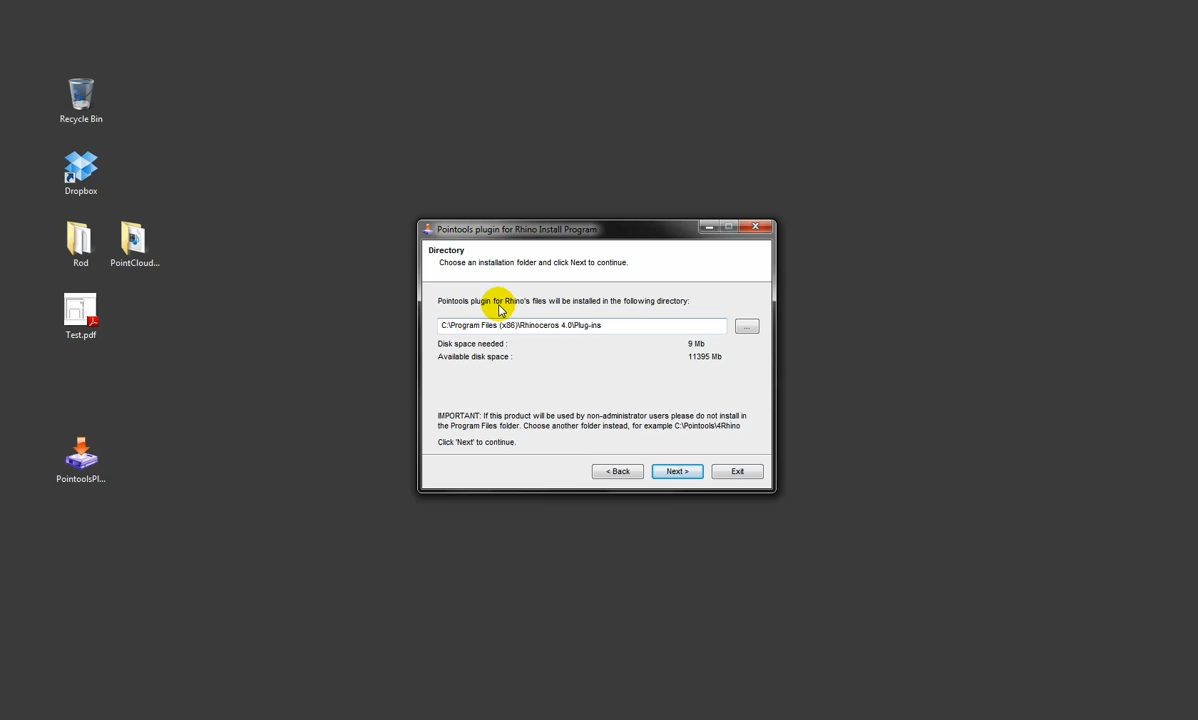 Recycle Bin
Dropbox
Rod
PointCloud...
Test.pdf
PointoolsPl...
Pointools plugin for Rhino Install Program
Directory
Choose an installation folder and click Next to continue.
Pointools plugin for Rhino's files will be installed in the following directory:
C:\Program Files (x86)\Rhinoceros 4.0\Plug-ins
...
Disk space needed : 9 Mb
Available disk space : 11395 Mb
IMPORTANT: If this product will be used by non-administrator users please do not install in
the Program Files folder. Choose another folder instead, for example C:\Pointools\4Rhino
Click 'Next' to continue.
< Back
Next >
Exit